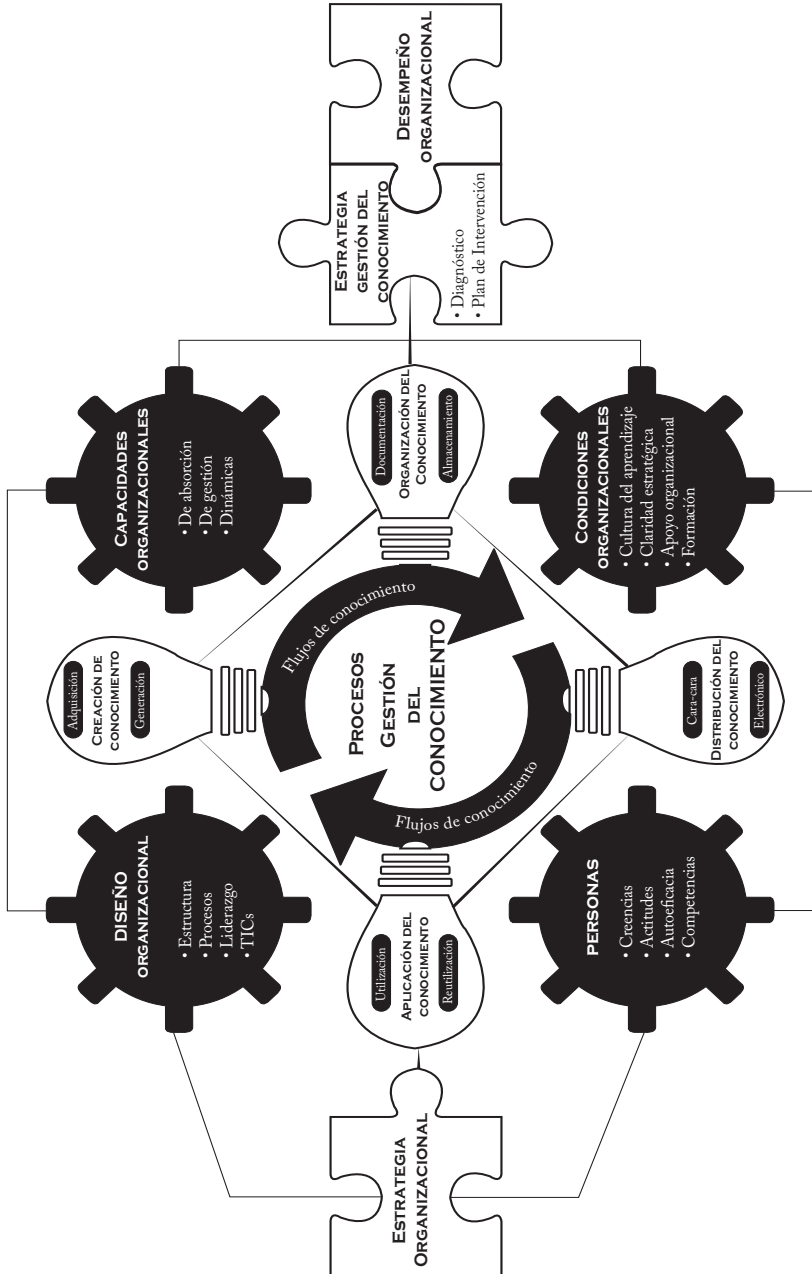 ESTRATEGIA
ORGANIZACIONAL
DISEÑO
ORGANIZACIONAL
• Estructura
• Procesos
• Liderazgo
• TICs
Adquisición
CREACIÓN DE
CONOCIMIENTO
Generación
CAPACIDADES
ORGANIZACIONALES
• De absorción
• De gestión
• Dinámicas
Utilización
APLICACIÓN DEL
CONOCIMIENTO
Reutilización
Flujos de conocimiento
PROCESOS
GESTIÓN
DEL
CONOCIMIENTO
Flujos de conocimiento
Documentación
ORGANIZACIÓN DEL
CONOCIMIENTO
Almacenamiento
PERSONAS
• Creencias
• Actitudes
• Autoeficacia
• Competencias
Cara-cara
DISTRIBUCIÓN DEL
CONOCIMIENTO
Electrónico
CONDICIONES
ORGANIZACIONALES
• Cultura del aprendizaje
• Claridad estratégica
• Apoyo organizacional
• Formación
ESTRATEGIA
GESTIÓN DEL
CONOCIMIENTO
• Diagnóstico
• Plan de Intervención
DESEMPEÑO
ORGANIZACIONAL